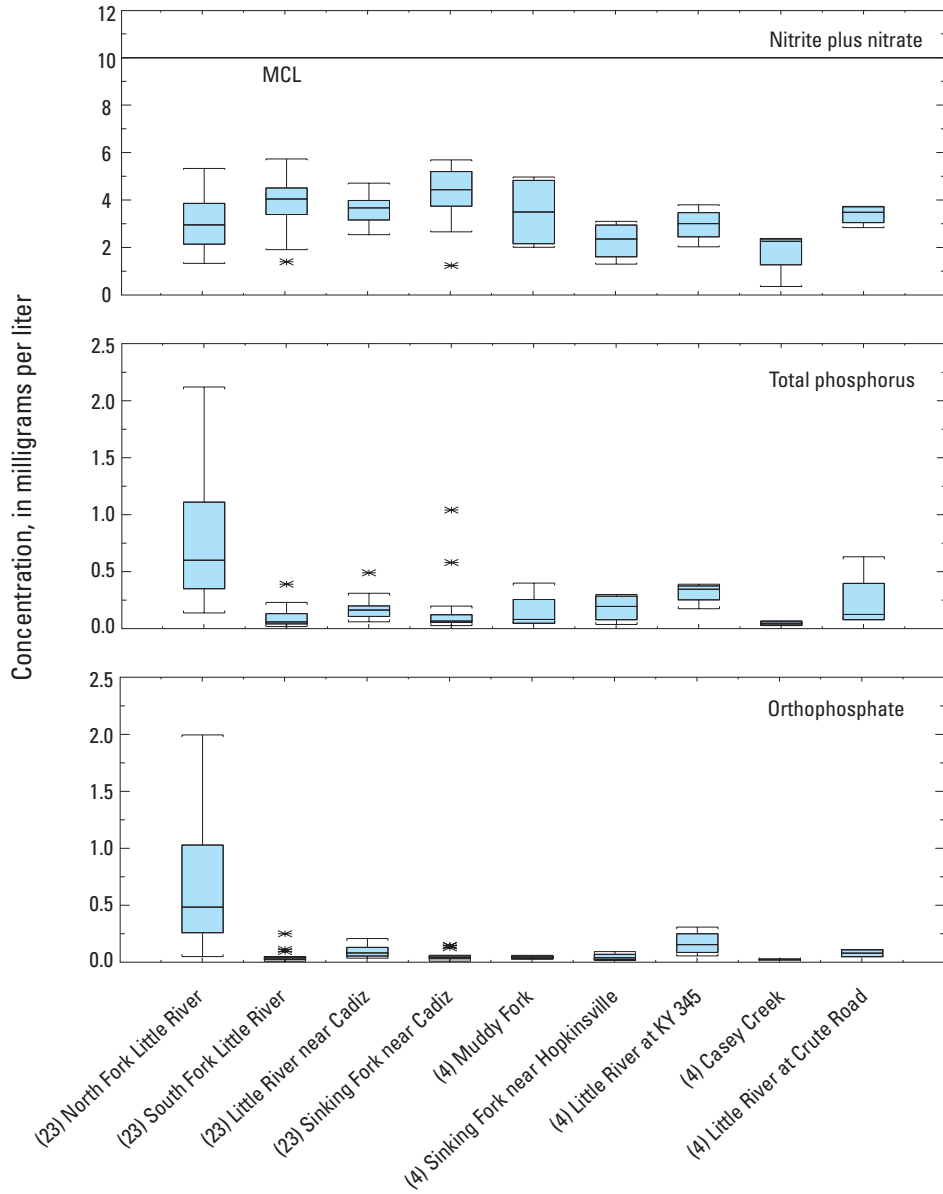 Concentration, in milligrams per liter
12
10
8
6
4
2
0
Nitrite plus nitrate
MCL
2.5
2.0
1.5
1.0
0.5
0.0
Total phosphorus
2.5
2.0
1.5
1.0
0.5
0.0
Orthophosphate
(23) North Fork Little River
(23) South Fork Little River
(23) Little River near Cadiz
(23) Sinking Fork near Cadiz
(4) Muddy Fork
(4) Sinking Fork near Hopkinsville
(4) Little River at KY 345
(4) Casey Creek
(4) Little River at Crute Road